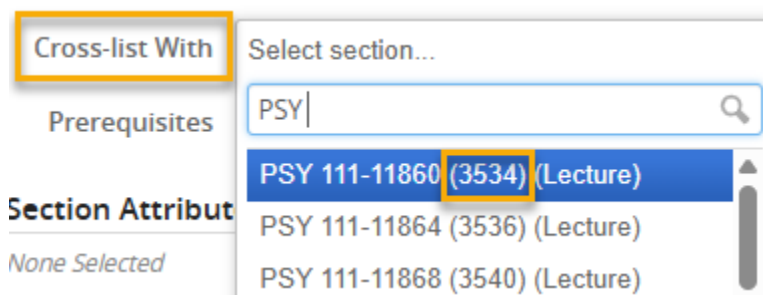 Cross-list With
Select section...
PSY
Prerequisites
PSY 111-11860 (3534) (Lecture)
Section Attribut
PSY 111-11864 (3536) (Lecture)
None Selected
PSY 111-11868 (3540) (Lecture)